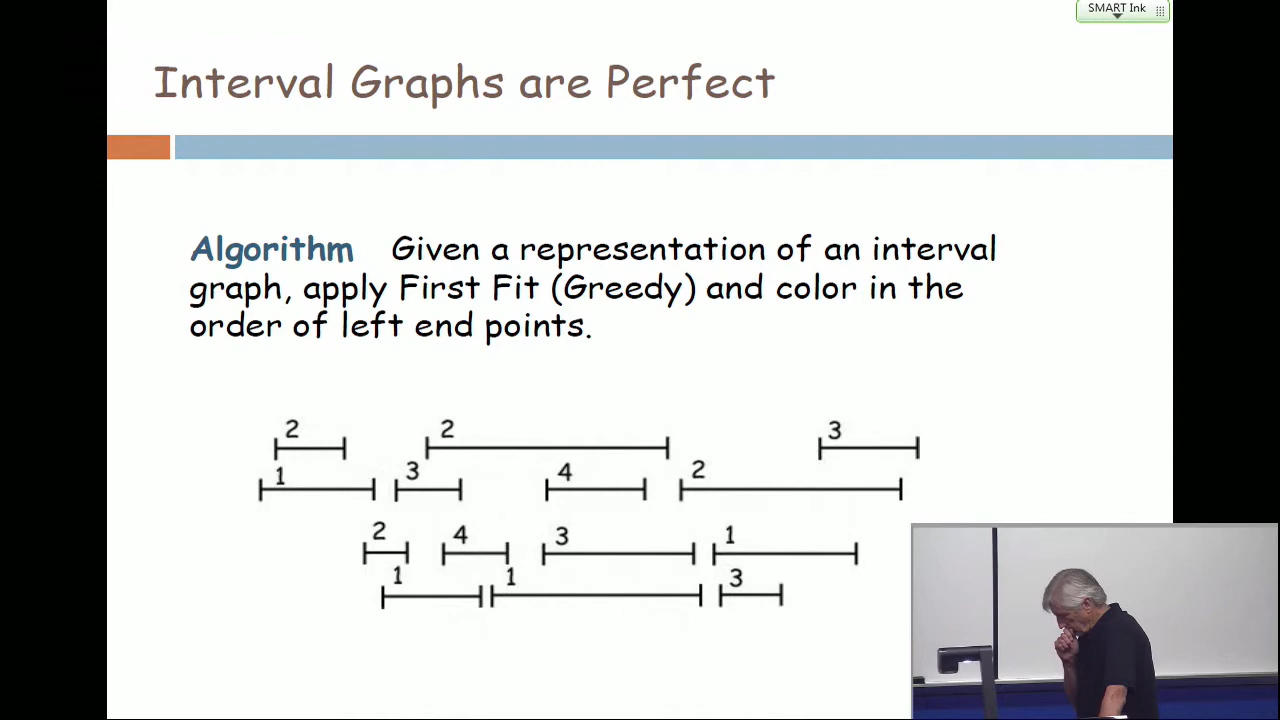 SMART Ink
Interval Graphs are Perfect
Algorithm Given a representation of an interval
graph, apply First Fit (Greedy) and color in the
order of left end points.
2 2 3
1 3 4 2
2 4 3 1
1 1 3